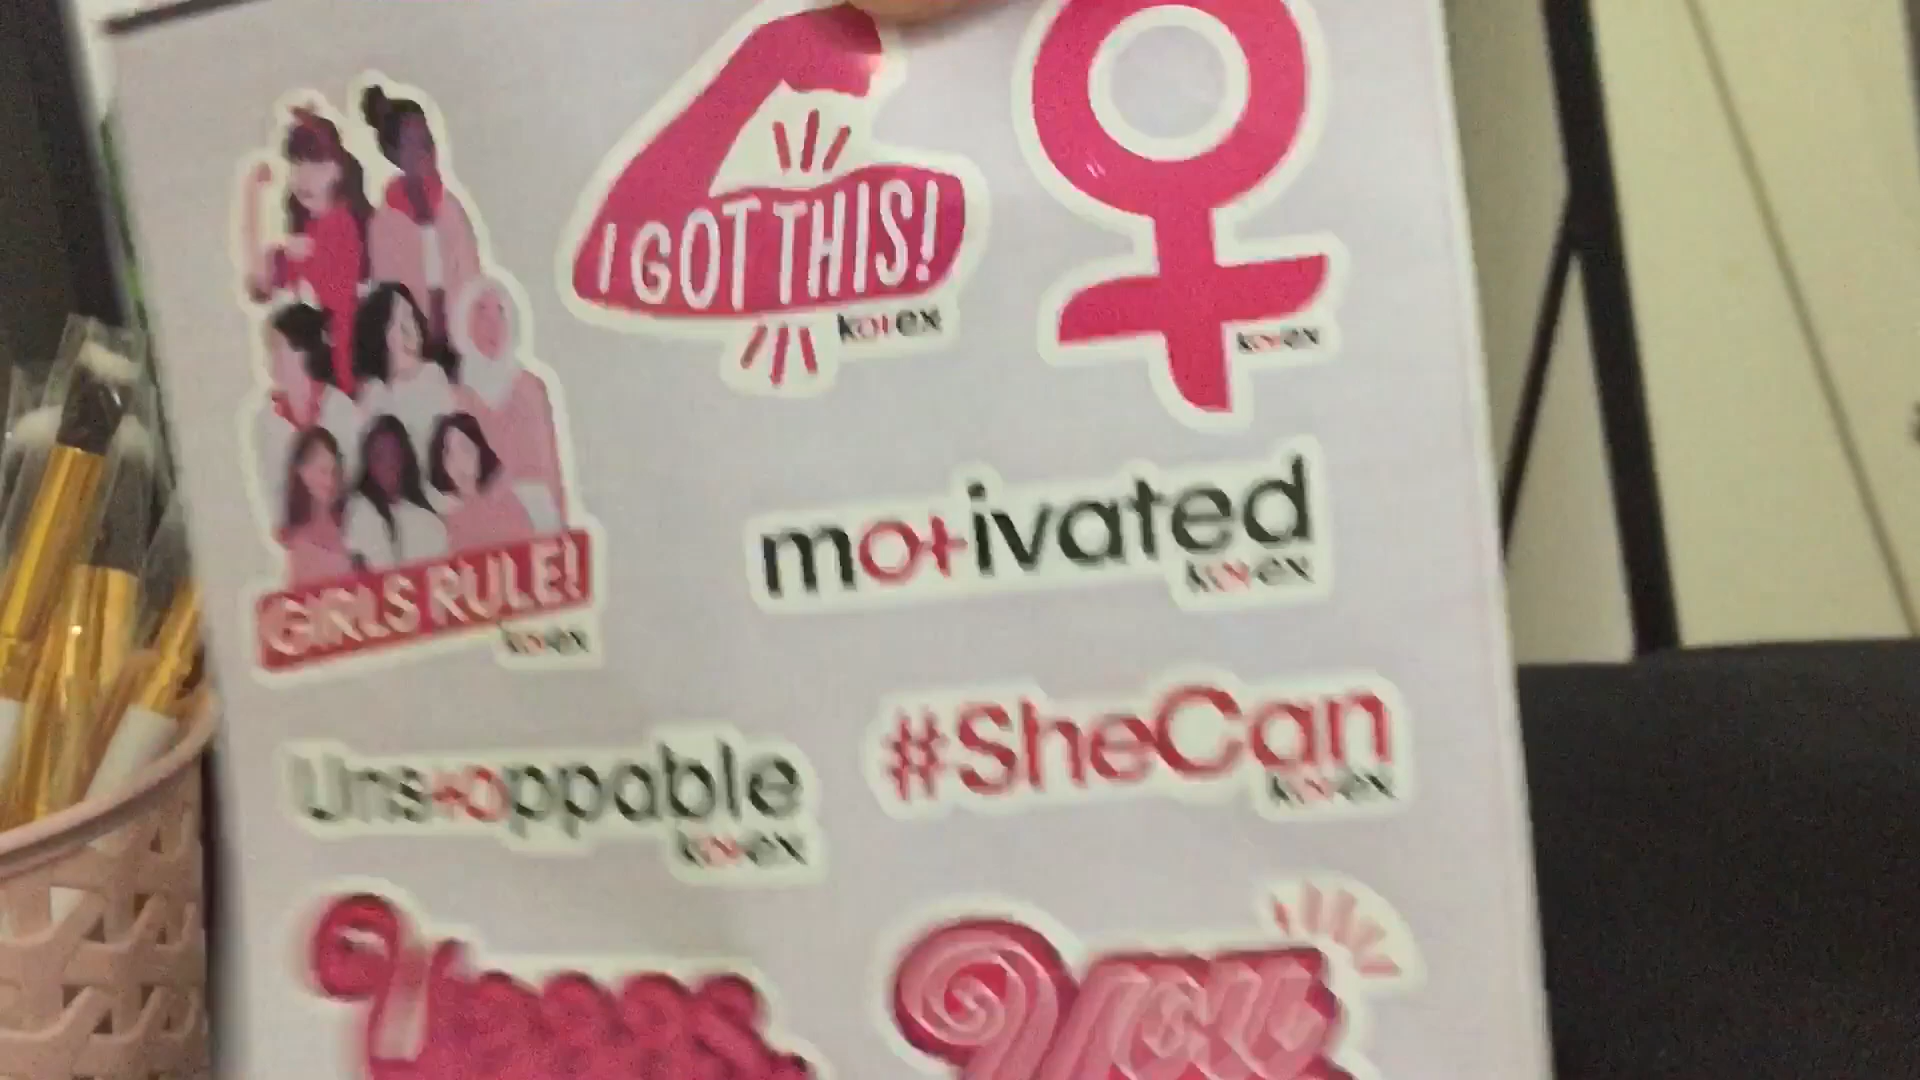 I GOT THIS!
kotex
kotex
GIRLS RULE!
kotex
motivated
kotex
Unstoppable
kotex
#SheCan
kotex